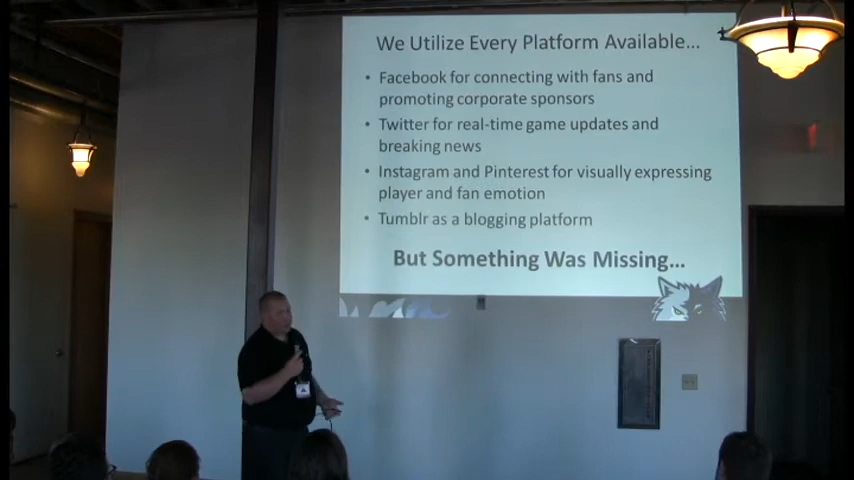 We Utilize Every Platform Available...
• Facebook for connecting with fans and
promoting corporate sponsors
• Twitter for real-time game updates and
breaking news
• Instagram and Pinterest for visually expressing
player and fan emotion
• Tumblr as a blogging platform
But Something Was Missing...